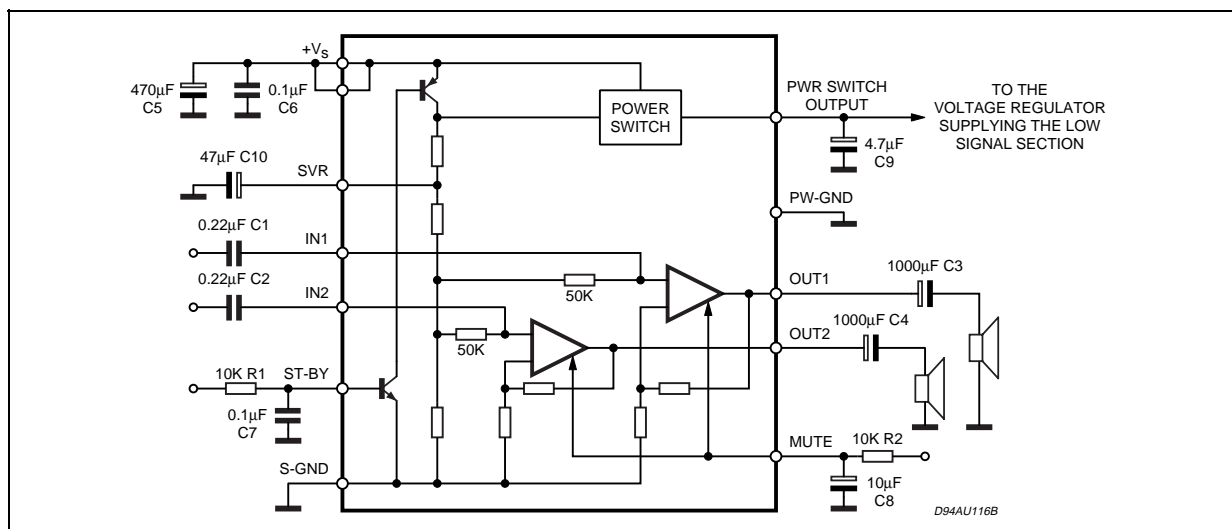 +VS
470µF
C5
0.1µF
C6
POWER
SWITCH
PWR SWITCH
OUTPUT
TO THE
VOLTAGE REGULATOR
SUPPLYING THE LOW
SIGNAL SECTION
4.7µF
C9
47µF C10
SVR
PW-GND
0.22µF C1
IN1
0.22µF C2
IN2
50K
50K
OUT1
1000µF C3
OUT2
1000µF C4
10K R1
ST-BY
0.1µF
C7
MUTE
10K R2
S-GND
10µF
C8
D94AU116B